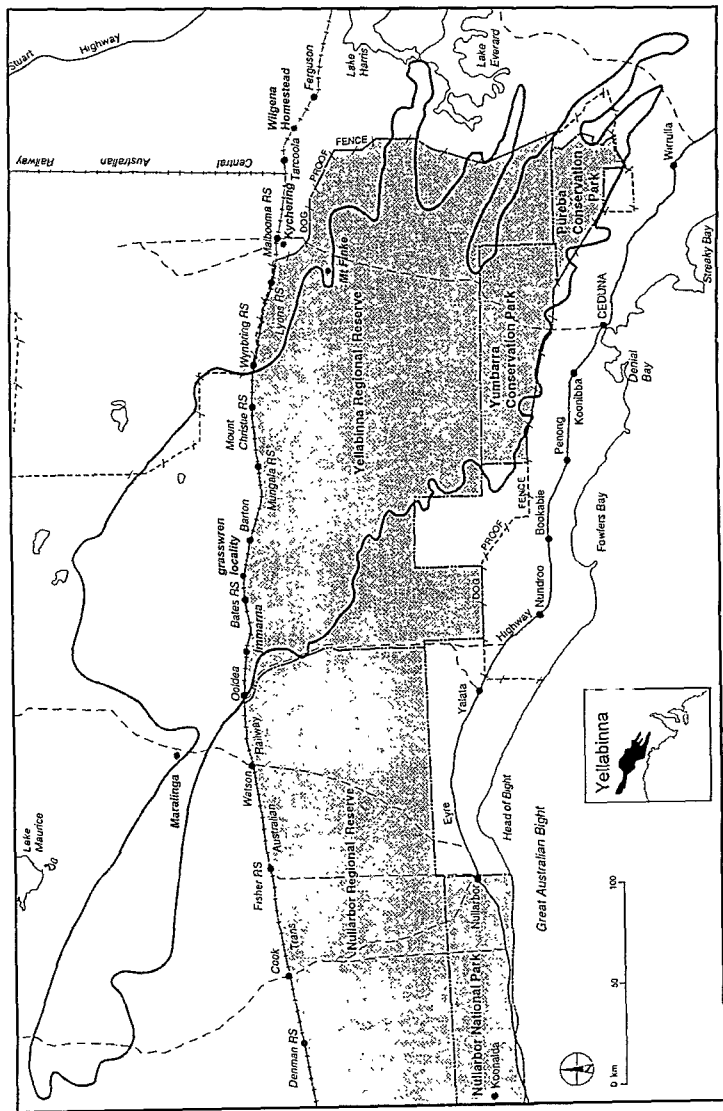 Stuart
Highway
Lake
Harris
Lake
Everard
Ferguson
Wilgena
Homestead
Tarcoola
Central
Australian
Railway
FENCE
PROOF
DOG
Kychering
Malbooma RS
Lyons RS
Mt Finke
Wynbring RS
Mount
Christie RS
Mungala RS
Barton
grasswren
locality
Bates RS
Immarna
Ooldea
Watson
Railway
Australian
Trans
Fisher RS
Cook
Denman RS
Maralinga
Lake
Maurice
Yellabinna Regional Reserve
Nullarbor Regional Reserve
Yumbarra
Conservation Park
Pureba
Conservation
Park
Wirrulla
Streaky Bay
CEDUNA
Denial
Bay
Koonibba
Penong
FENCE
PROOF
DOG
Bookabie
Fowlers Bay
Nundroo
Highway
Yalata
Eyre
Head of Bight
Great Australian Bight
Nullarbor
Nullarbor National Park
Koonalda
Yellabinna
0 km
50
100
N